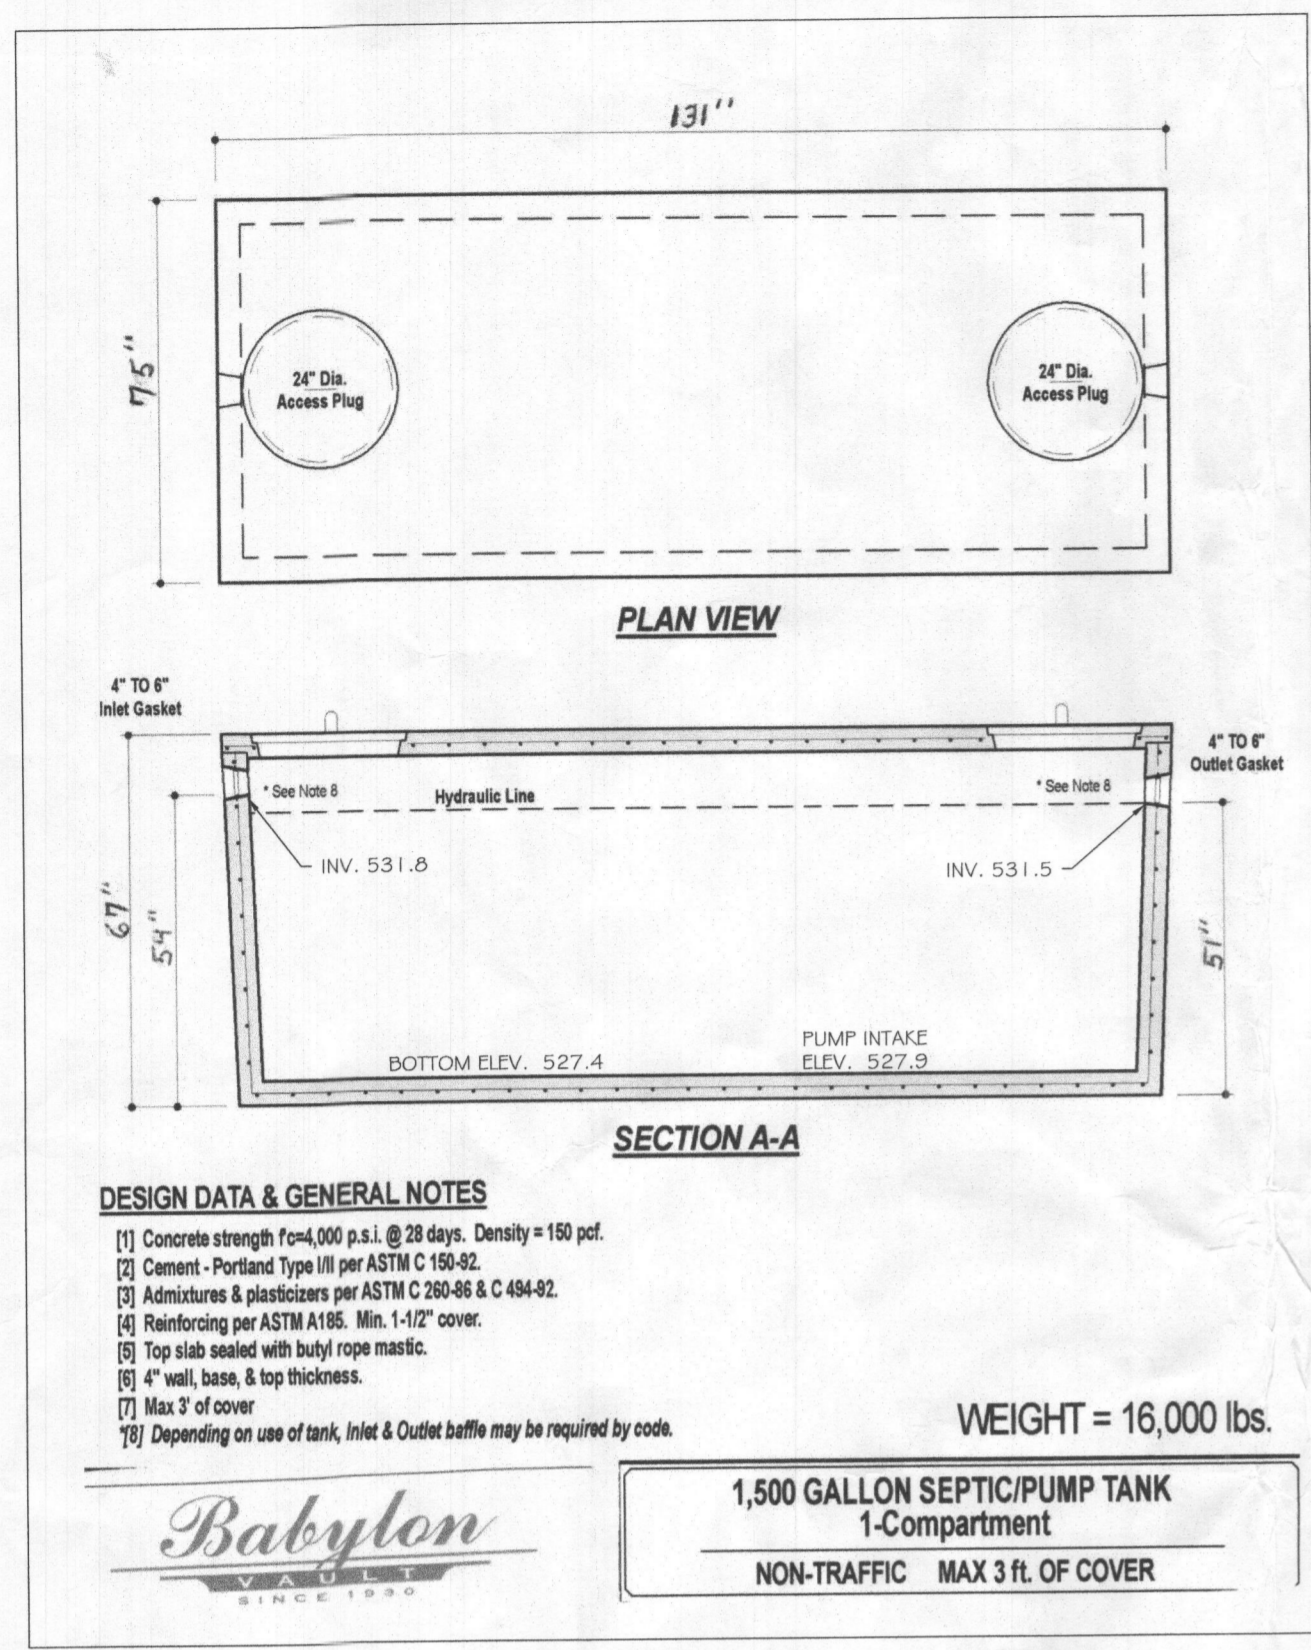 131"
75"
24" Dia.
Access Plug
24" Dia.
Access Plug
PLAN VIEW
4" TO 6"
Inlet Gasket
4" TO 6"
Outlet Gasket
* See Note 8
Hydraulic Line
* See Note 8
INV. 531.8
INV. 531.5
67"
54"
51"
BOTTOM ELEV. 527.4
PUMP INTAKE
ELEV. 527.9
SECTION A-A
DESIGN DATA & GENERAL NOTES
[1] Concrete strength f'c=4,000 p.s.i. @ 28 days. Density = 150 pcf.
[2] Cement - Portland Type I/II per ASTM C 150-92.
[3] Admixtures & plasticizers per ASTM C 260-86 & C 494-92.
[4] Reinforcing per ASTM A185. Min. 1-1/2" cover.
[5] Top slab sealed with butyl rope mastic.
[6] 4" wall, base, & top thickness.
[7] Max 3' of cover
*[8] Depending on use of tank, Inlet & Outlet baffle may be required by code.
WEIGHT = 16,000 lbs.
Babylon
VAULT
SINCE 1930
1,500 GALLON SEPTIC/PUMP TANK
1-Compartment
NON-TRAFFIC MAX 3 ft. OF COVER